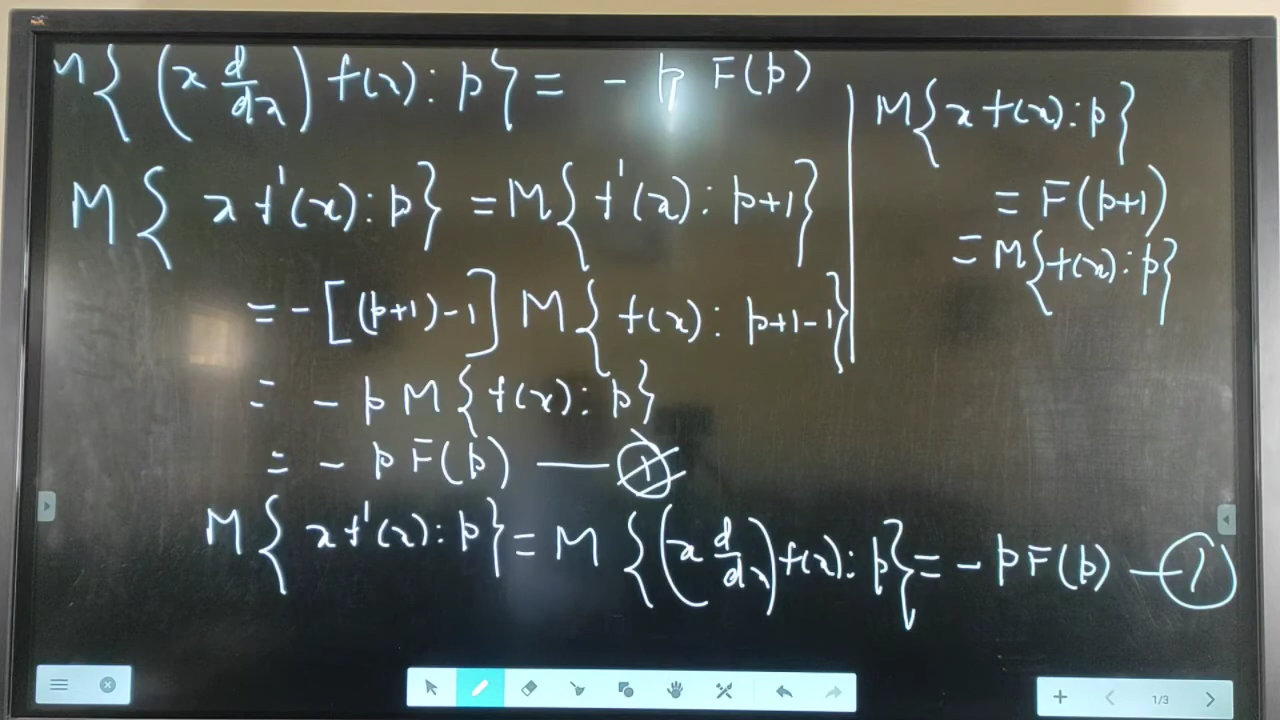 M{(x d/dx) f(x) : p} = - p F(p)
M{ x f'(x) : p} = M{ f'(x) : p+1}
= - [(p+1)-1] M{ f(x) : p+1-1}
= - p M{f(x) : p}
= - p F(p) — ①
M{ x f'(x) : p} = M {(x d/dx) f(x) : p} = - p F(p) — ①
M{x f(x) : p}
= F(p+1)
= M{f(x) : p}
1/3